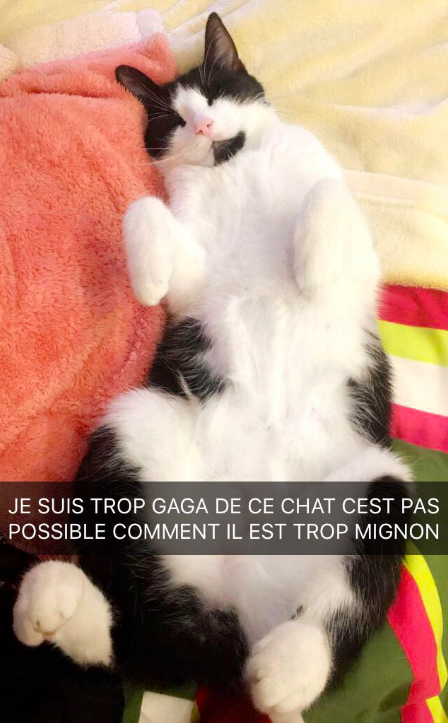 JE SUIS TROP GAGA DE CE CHAT CEST PAS
POSSIBLE COMMENT IL EST TROP MIGNON